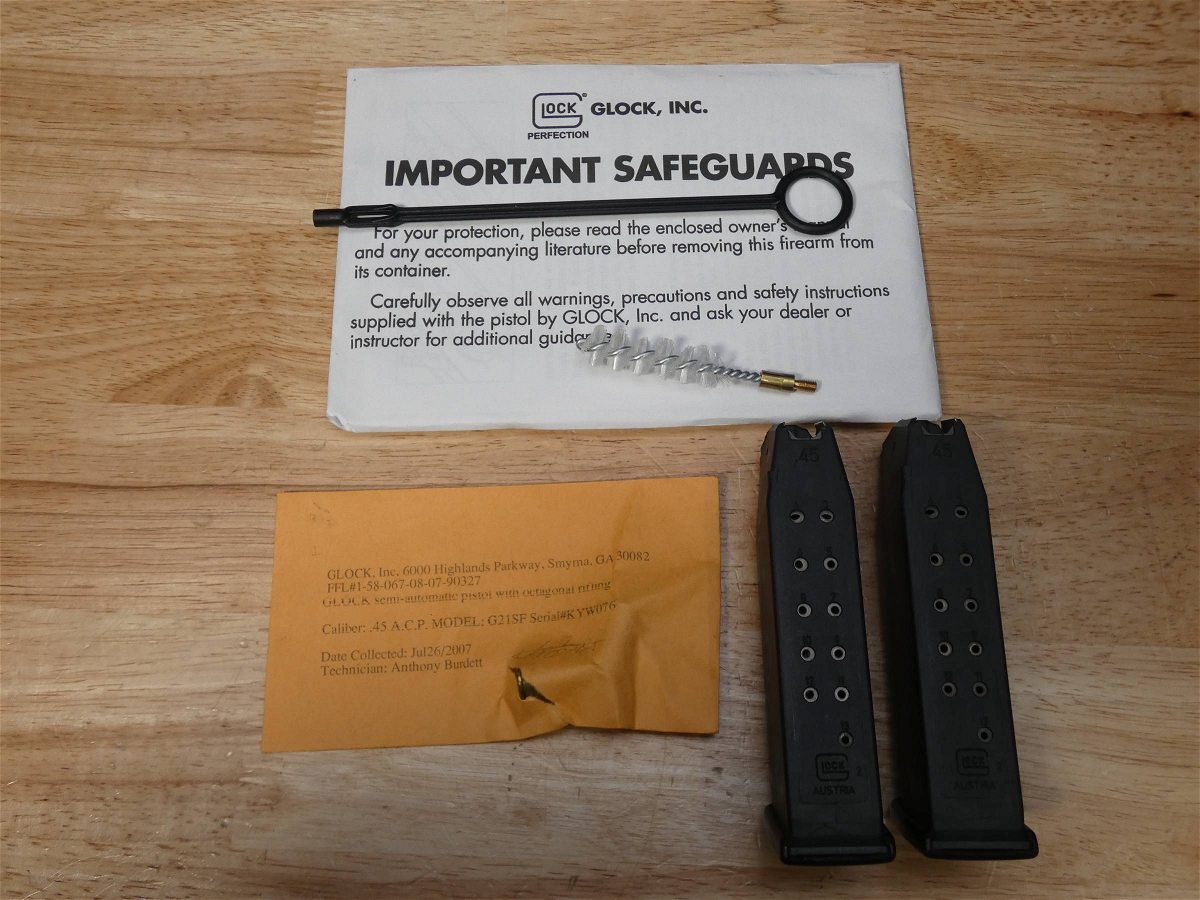 GLOCK
PERFECTION
GLOCK, INC.
IMPORTANT SAFEGUARDS
For your protection, please read the enclosed owner's
and any accompanying literature before removing this firearm from
its container.
Carefully observe all warnings, precautions and safety instructions
supplied with the pistol by GLOCK, Inc. and ask your dealer or
instructor for additional guidance
GLOCK, Inc. 6000 Highlands Parkway, Smyrna, GA 30082
FFL#1-58-067-08-07-90327
GLOCK semi-automatic pistol with octagonal rifling
Caliber: .45 A.C.P. MODEL: G21SF Serial#KYW076
Date Collected: Jul26/2007
Technician: Anthony Burdett
.45
GLOCK
2
AUSTRIA
.45
GLOCK
2
AUSTRIA